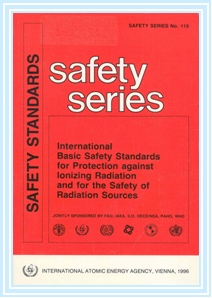 SAFETY SERIES No. 115
SAFETY STANDARDS
safety
series
International
Basic Safety Standards
for Protection against
Ionizing Radiation
and for the Safety of
Radiation Sources
JOINTLY SPONSORED BY FAO, IAEA, ILO, OECD/NEA, PAHO, WHO
INTERNATIONAL ATOMIC ENERGY AGENCY, VIENNA, 1996